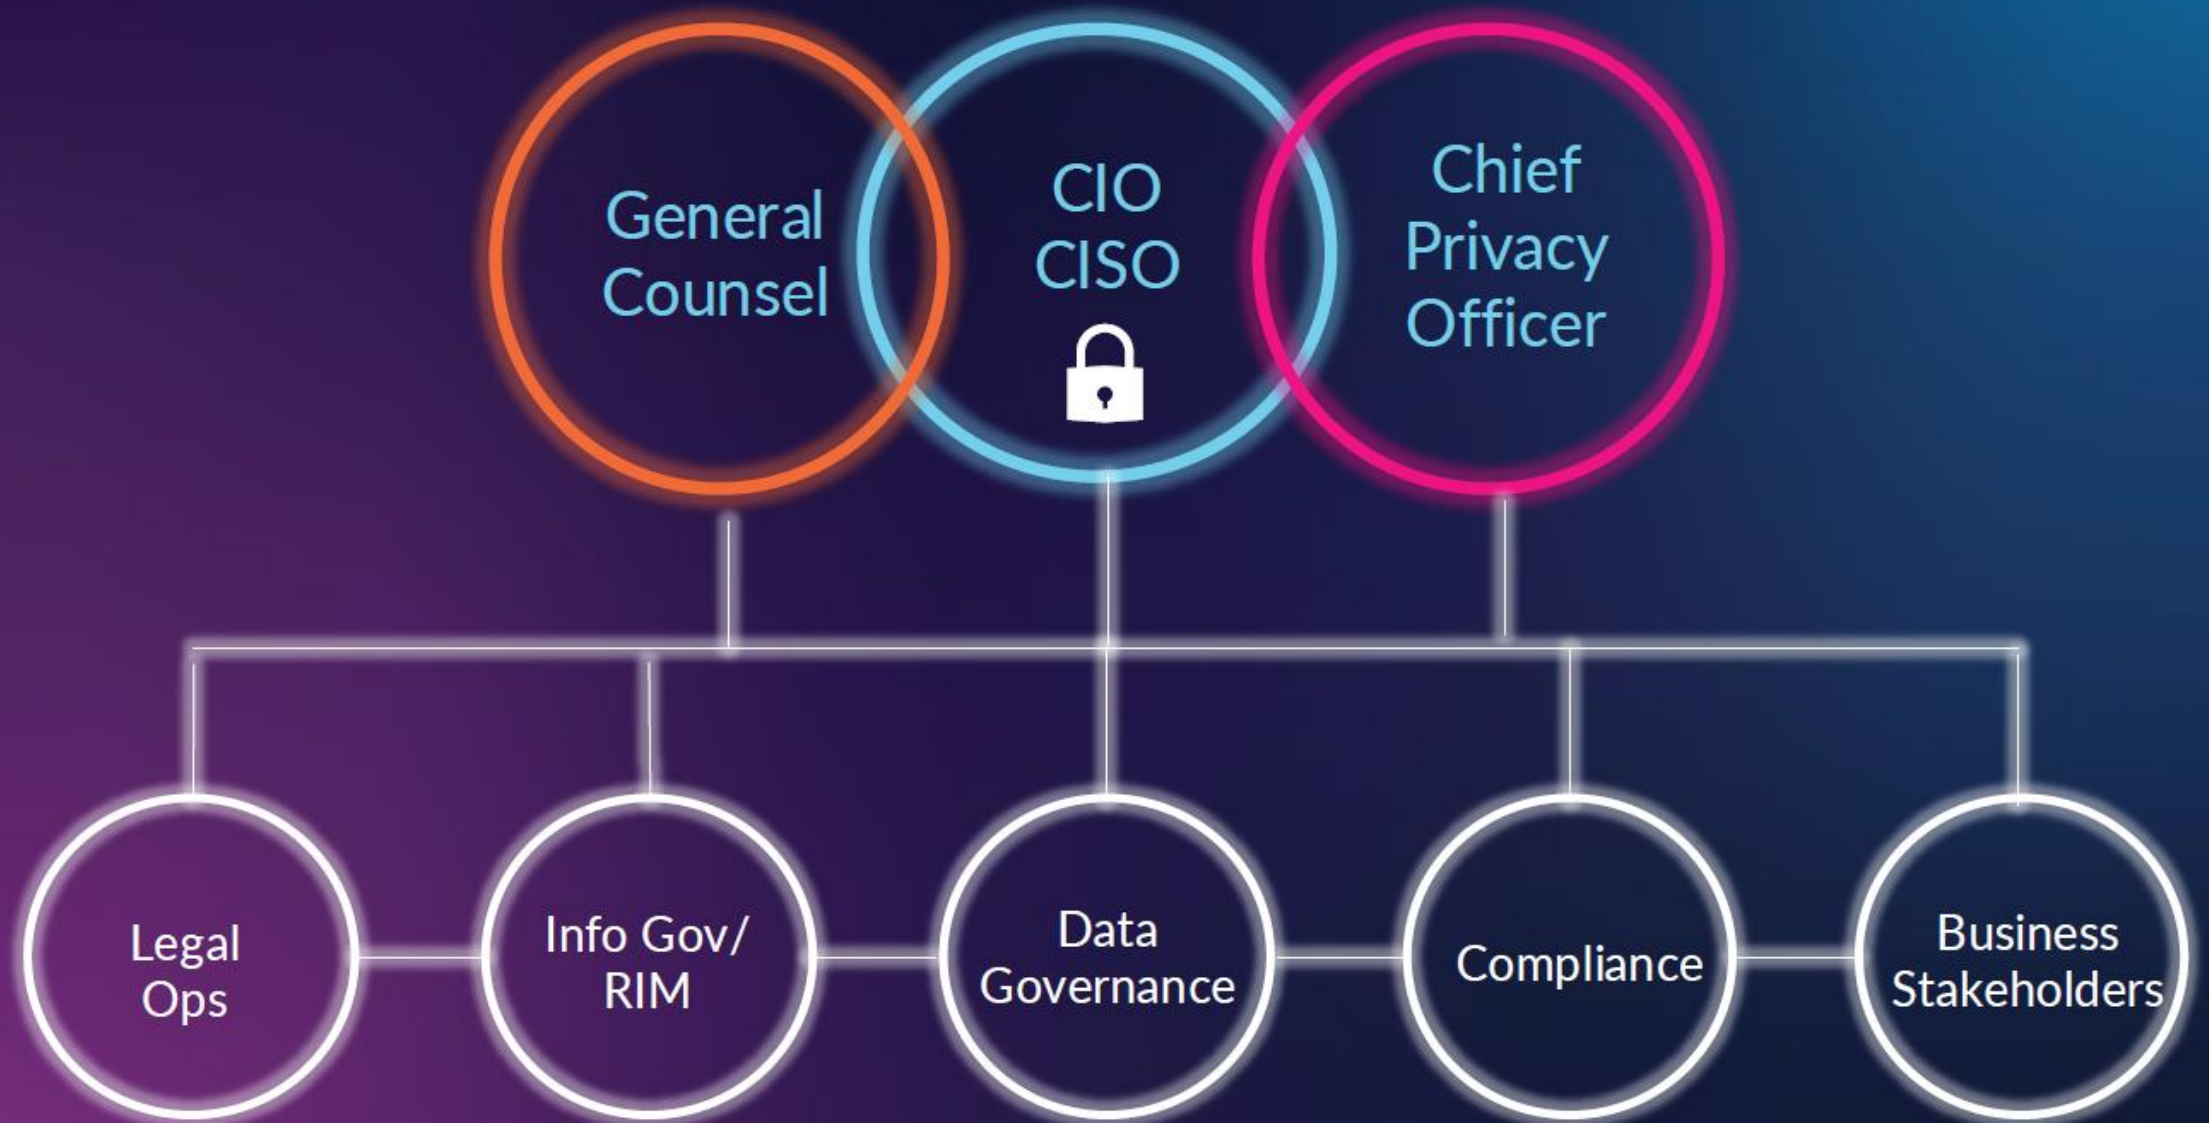 General
Counsel
CIO
CISO
Chief
Privacy
Officer
Legal
Ops
Info Gov/
RIM
Data
Governance
Compliance
Business
Stakeholders